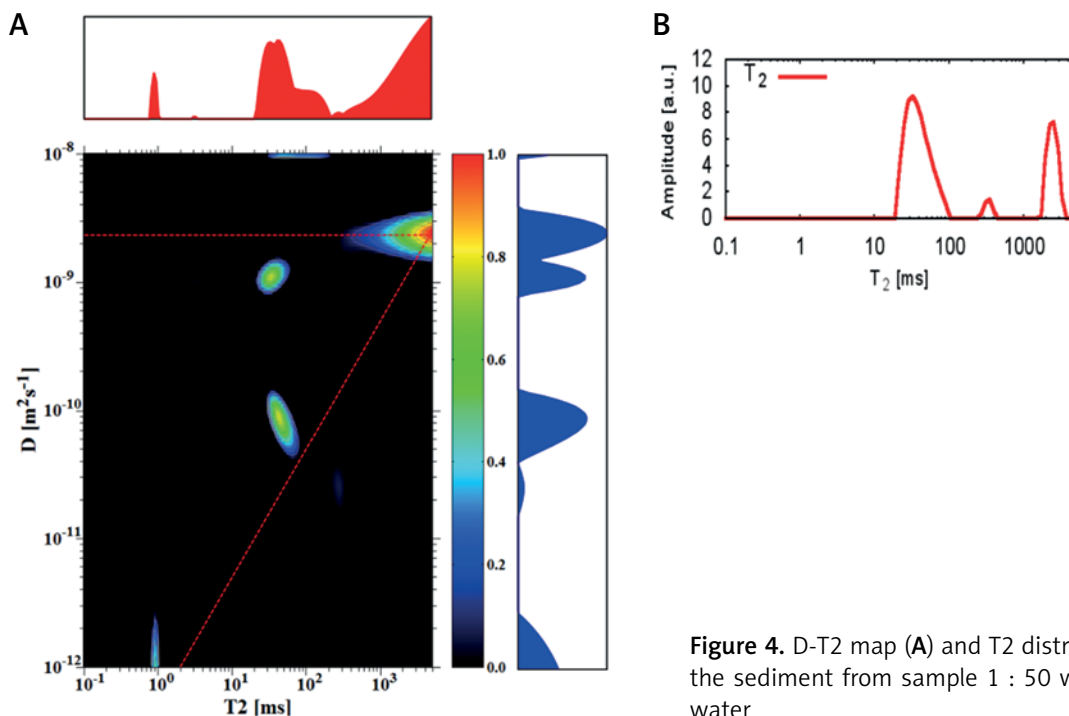 A
10⁻⁸
10⁻⁹
10⁻¹⁰
10⁻¹¹
10⁻¹²
D [m²s⁻¹]
10⁻¹ 10⁰ 10¹ 10² 10³
T2 [ms]
1.0
0.8
0.6
0.4
0.2
0.0
B
12
10
8
6
4
2
0
Amplitude [a.u.]
T₂
0.1 1 10 100 1000
T₂ [ms]
Figure 4. D-T2 map (A) and T2 distr
the sediment from sample 1 : 50 w
water